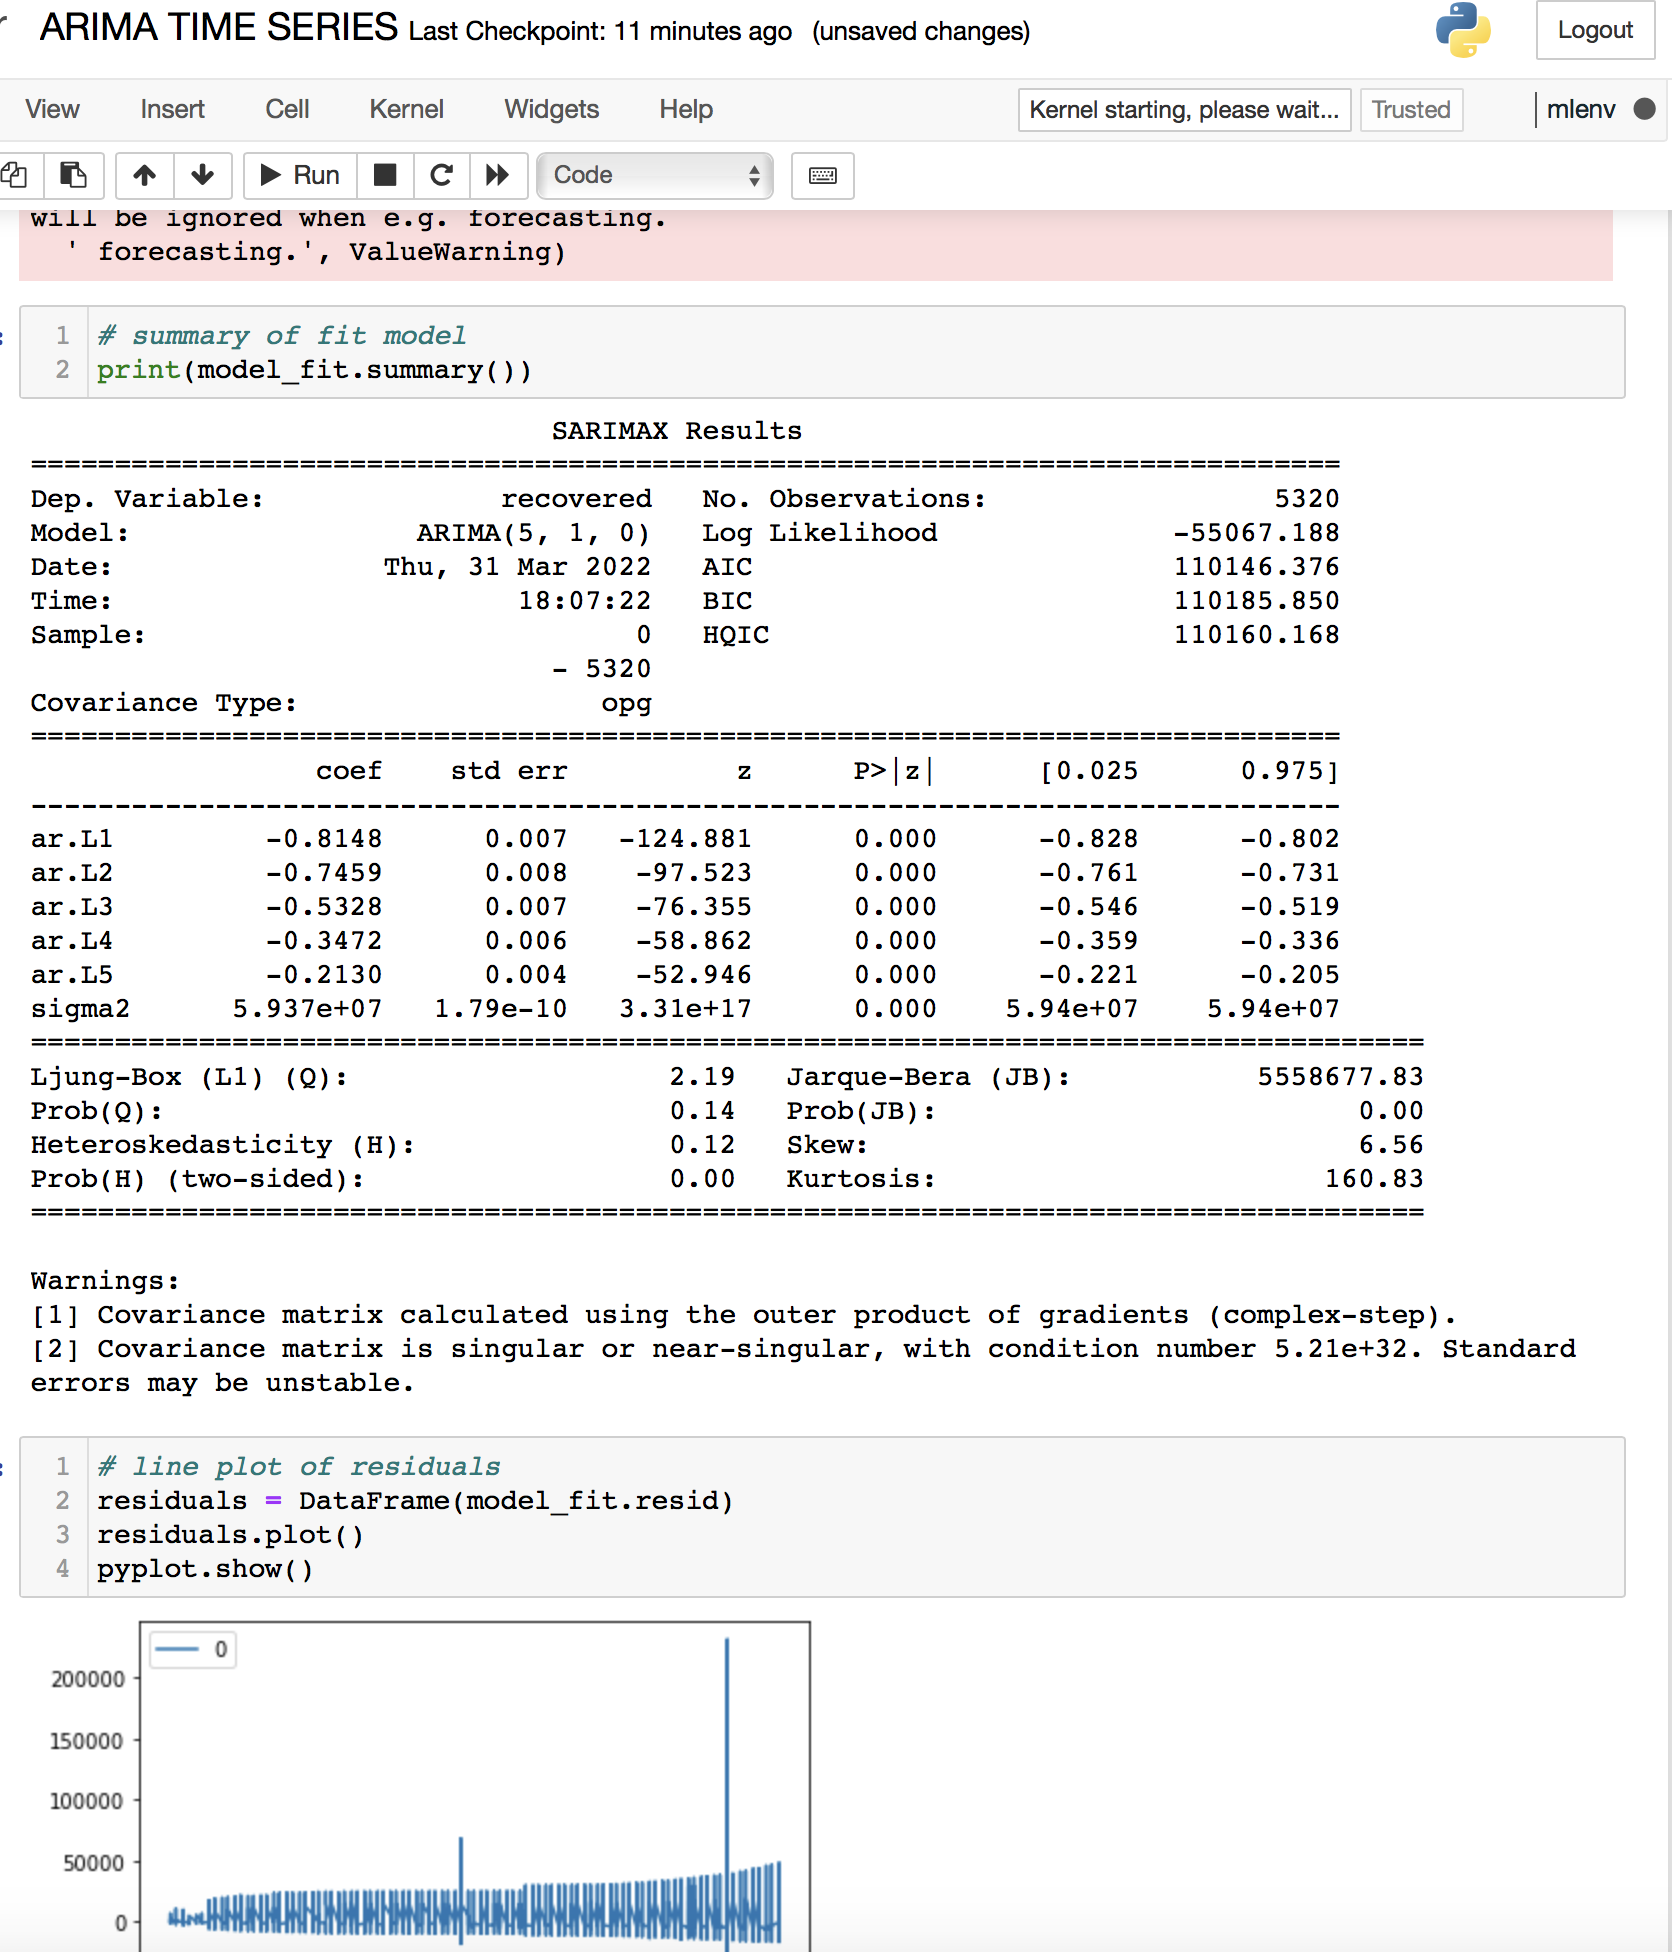 ARIMA TIME SERIES Last Checkpoint: 11 minutes ago (unsaved changes)
Logout
View Insert Cell Kernel Widgets Help Kernel starting, please wait... Trusted mlenv
Run Code
will be ignored when e.g. forecasting.
' forecasting.', ValueWarning)
1 # summary of fit model
2 print(model_fit.summary())
SARIMAX Results
==============================================================================
Dep. Variable: recovered No. Observations: 5320
Model: ARIMA(5, 1, 0) Log Likelihood -55067.188
Date: Thu, 31 Mar 2022 AIC 110146.376
Time: 18:07:22 BIC 110185.850
Sample: 0 HQIC 110160.168
- 5320
Covariance Type: opg
==============================================================================
coef std err z P>|z| [0.025 0.975]
------------------------------------------------------------------------------
ar.L1 -0.8148 0.007 -124.881 0.000 -0.828 -0.802
ar.L2 -0.7459 0.008 -97.523 0.000 -0.761 -0.731
ar.L3 -0.5328 0.007 -76.355 0.000 -0.546 -0.519
ar.L4 -0.3472 0.006 -58.862 0.000 -0.359 -0.336
ar.L5 -0.2130 0.004 -52.946 0.000 -0.221 -0.205
sigma2 5.937e+07 1.79e-10 3.31e+17 0.000 5.94e+07 5.94e+07
===================================================================================
Ljung-Box (L1) (Q): 2.19 Jarque-Bera (JB): 5558677.83
Prob(Q): 0.14 Prob(JB): 0.00
Heteroskedasticity (H): 0.12 Skew: 6.56
Prob(H) (two-sided): 0.00 Kurtosis: 160.83
===================================================================================
Warnings:
[1] Covariance matrix calculated using the outer product of gradients (complex-step).
[2] Covariance matrix is singular or near-singular, with condition number 5.21e+32. Standard
errors may be unstable.
1 # line plot of residuals
2 residuals = DataFrame(model_fit.resid)
3 residuals.plot()
4 pyplot.show()
0
200000
150000
100000
50000
0